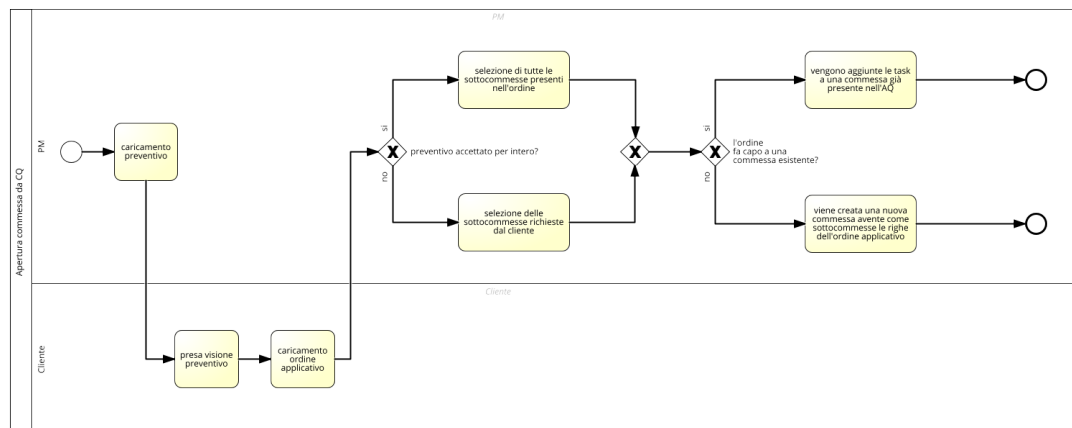 Apertura commessa da CQ
PM
PM
caricamento
preventivo
si
no
preventivo accettato per intero?
selezione di tutte le
sottocommesse presenti
nell'ordine
selezione delle
sottocommesse richieste
dal cliente
si
no
l'ordine
fa capo a una
commessa esistente?
vengono aggiunte le task
a una commessa già
presente nell'AQ
viene creata una nuova
commessa avente come
sottocommesse le righe
dell'ordine applicativo
Cliente
Cliente
presa visione
preventivo
caricamento
ordine
applicativo